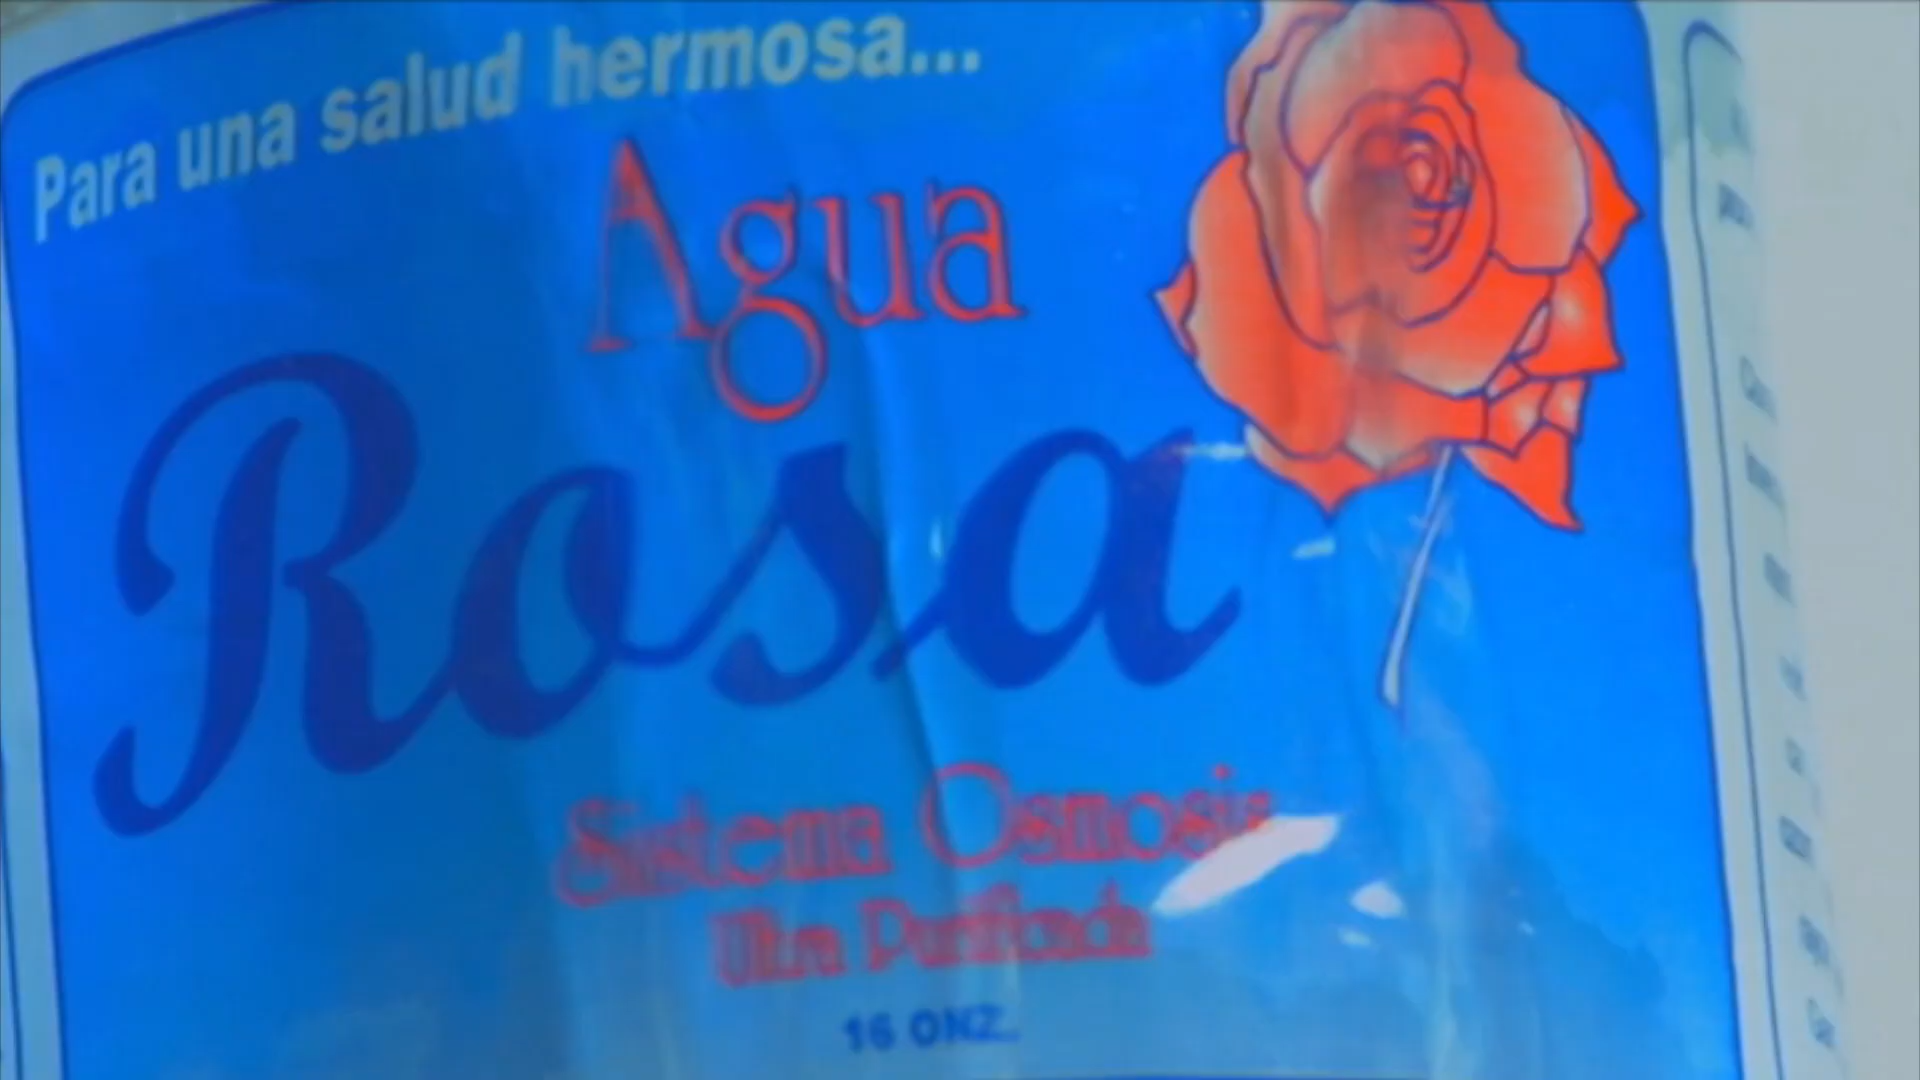 Para una salud hermosa...
Agua
Rosa
Sistema Osmosis
Ultra Purificada
16 ONZ.